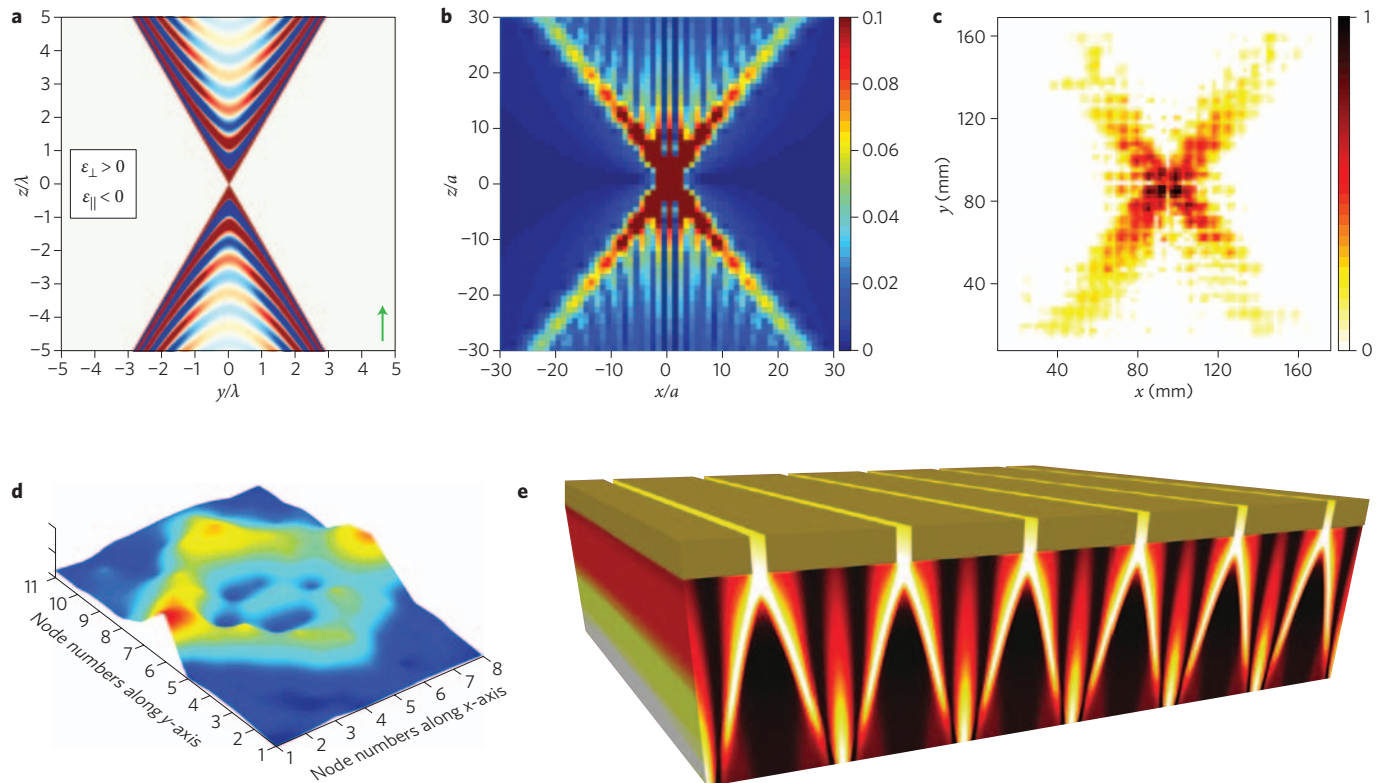 a
5
4
3
2
1
0
−1
−2
−3
−4
−5
z/λ
ε⊥ > 0
ε|| < 0
−5 −4 −3 −2 −1 0 1 2 3 4 5
y/λ
b
30
20
10
0
−10
−20
−30
z/a
−30 −20 −10 0 10 20 30
x/a
0.1
0.08
0.06
0.04
0.02
0
c
160
120
80
40
y (mm)
40 80 120 160
x (mm)
1
0
d
11
10
9
8
7
6
5
4
3
2
1
Node numbers along y-axis
1
2
3
4
5
6
7
8
Node numbers along x-axis
e